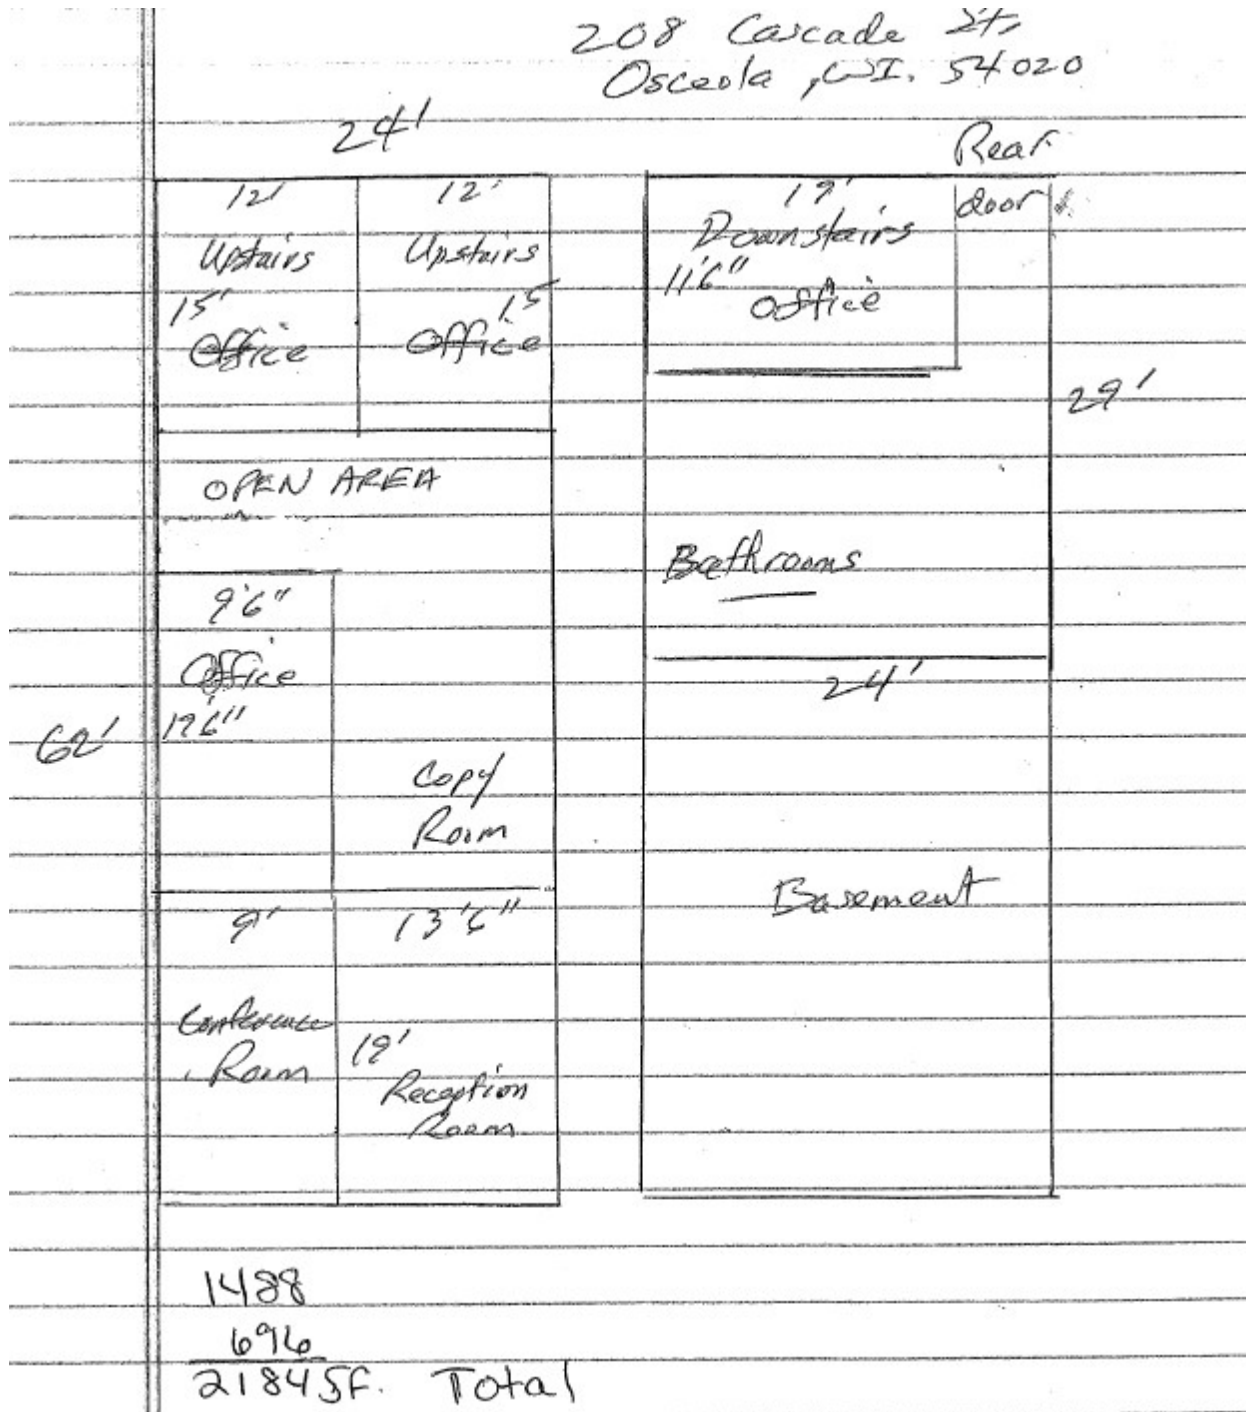 208 Cascade St,
Osceola, WI. 54020
24'
Rear
12'
12'
Upstairs
15'
Office
Upstairs
15
Office
19'
door
Downstairs
11'6"
Office
29'
OPEN AREA
Bathrooms
24'
9'6"
Office
19'6"
62'
Copy
Room
Basement
9'
13'6"
Conference
Room
19'
Reception
Room
1488
696
2184 SF. Total